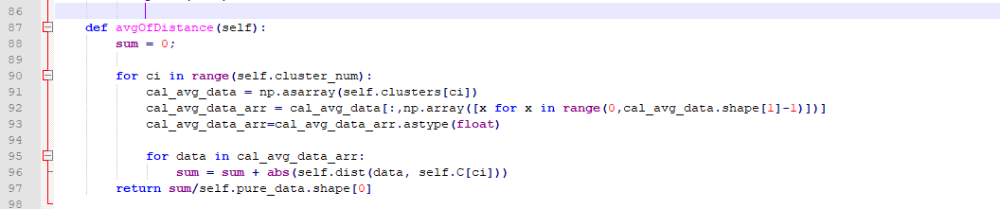 86
87 def avgOfDistance(self):
88 sum = 0;
89
90 for ci in range(self.cluster_num):
91 cal_avg_data = np.asarray(self.clusters[ci])
92 cal_avg_data_arr = cal_avg_data[:,np.array([x for x in range(0,cal_avg_data.shape[1]-1)])]
93 cal_avg_data_arr=cal_avg_data_arr.astype(float)
94
95 for data in cal_avg_data_arr:
96 sum = sum + abs(self.dist(data, self.C[ci]))
97 return sum/self.pure_data.shape[0]
98